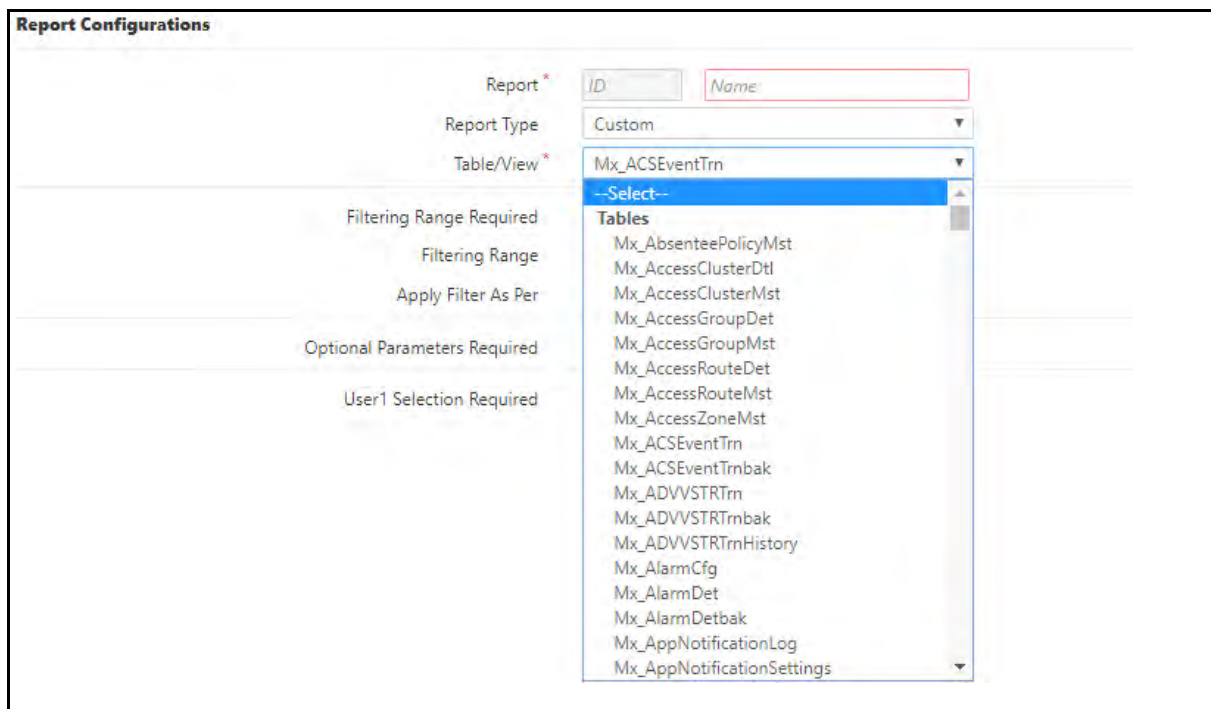 Report Configurations
Report * ID Name
Report Type Custom
Table/View * Mx_ACSEventTrn
--Select--
Filtering Range Required Tables
Mx_AbsenteePolicyMst
Filtering Range Mx_AccessClusterDtl
Apply Filter As Per Mx_AccessClusterMst
Mx_AccessGroupDet
Optional Parameters Required Mx_AccessGroupMst
Mx_AccessRouteDet
User1 Selection Required Mx_AccessRouteMst
Mx_AccessZoneMst
Mx_ACSEventTrn
Mx_ACSEventTrnbak
Mx_ADVVSTRTrn
Mx_ADVVSTRTrnbak
Mx_ADVVSTRTrnHistory
Mx_AlarmCfg
Mx_AlarmDet
Mx_AlarmDetbak
Mx_AppNotificationLog
Mx_AppNotificationSettings